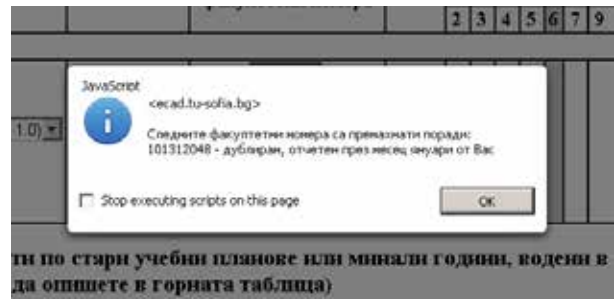 2 3 4 5 6 7 9
JavaScript
<ecad.tu-sofia.bg>
Следните факултетни номера са премахнати поради:
101312048 - дублиран, отчетен през месец януари от Вас
1.0)
Stop executing scripts on this page
OK
ти по стари учебни планове или минали години, водени в
да опишете в горната таблица)